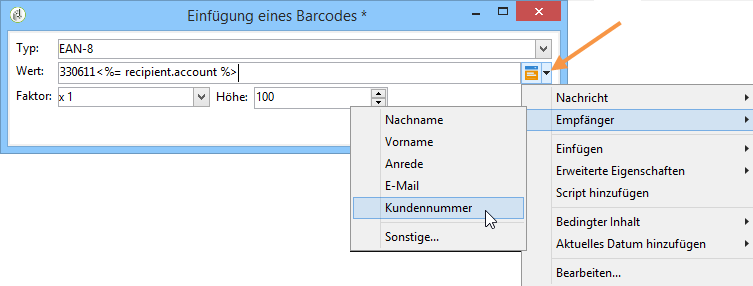 Einfügung eines Barcodes *
Typ: EAN-8
Wert: 330611<%= recipient.account %>
Faktor: x 1 Höhe: 100
Nachricht
Empfänger
Einfügen
Erweiterte Eigenschaften
Script hinzufügen
Bedingter Inhalt
Aktuelles Datum hinzufügen
Bearbeiten...
Nachname
Vorname
Anrede
E-Mail
Kundennummer
Sonstige...